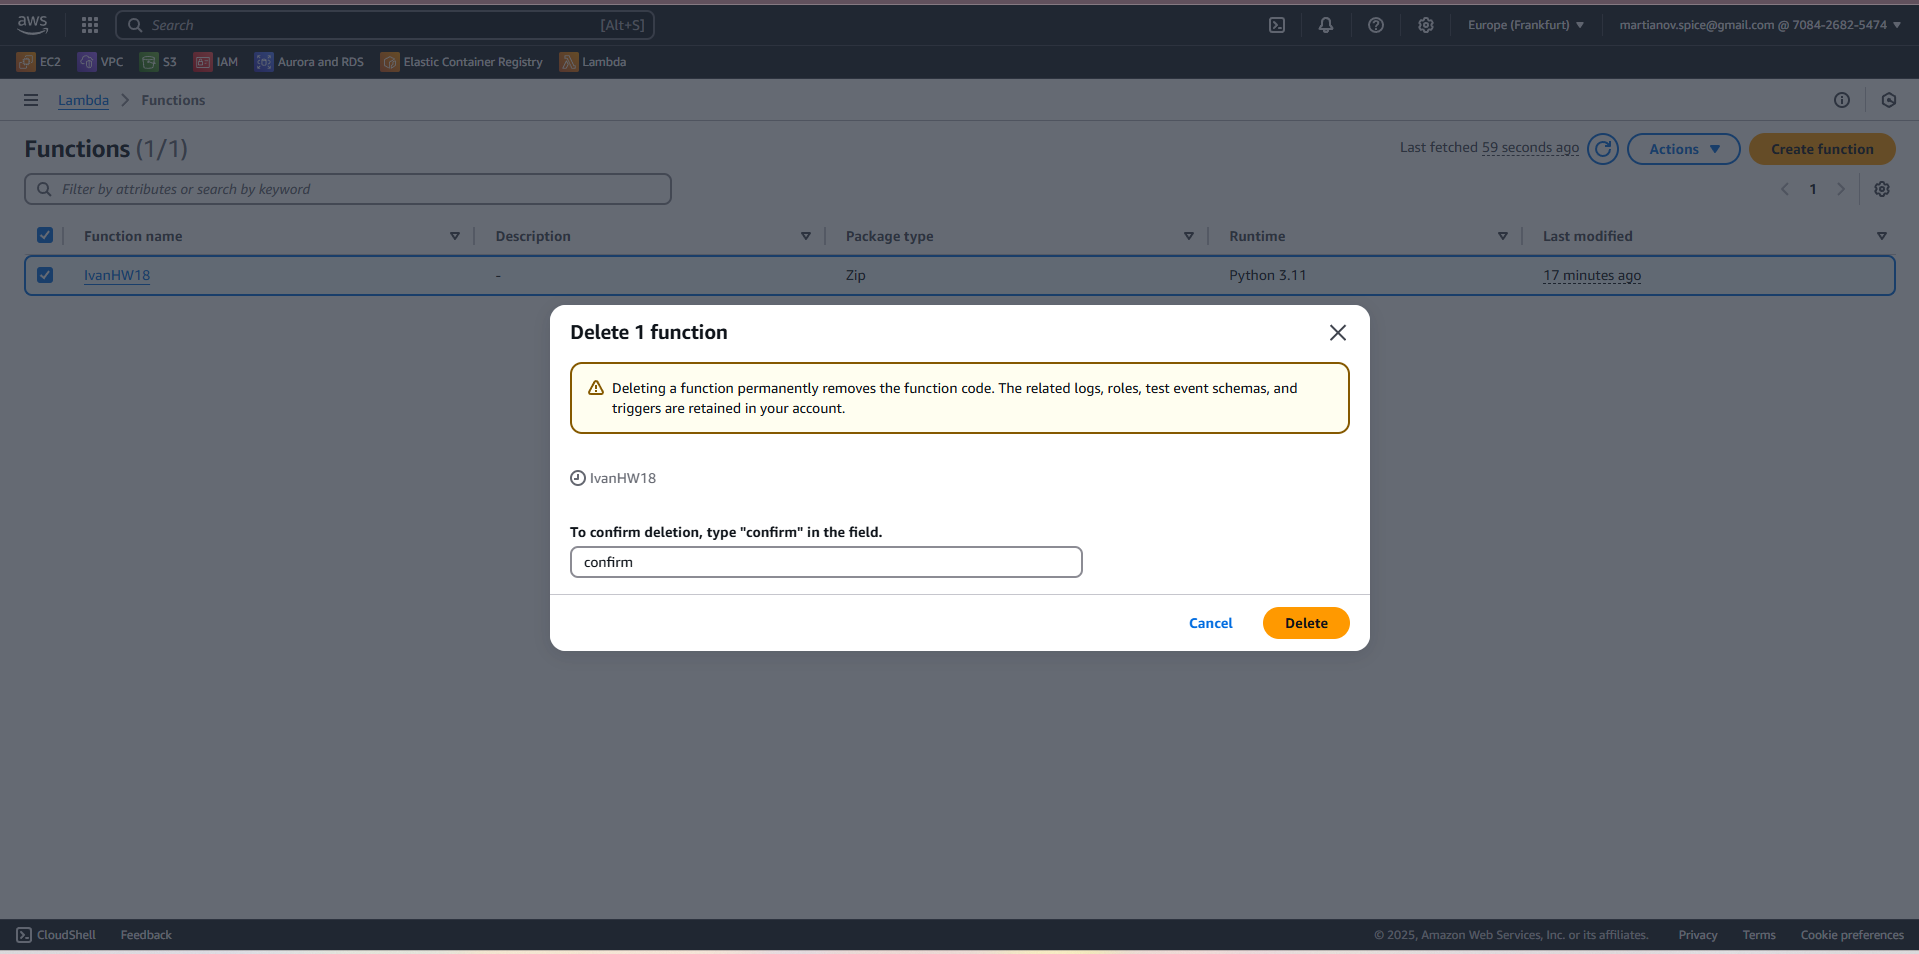 aws
Search [Alt+S]
Europe (Frankfurt)
martianov.spice@gmail.com @ 7084-2682-5474
EC2 VPC S3 IAM Aurora and RDS Elastic Container Registry Lambda
Lambda Functions
Functions (1/1)
Last fetched 59 seconds ago
Actions
Create function
Filter by attributes or search by keyword
1
Function name Description Package type Runtime Last modified
IvanHW18 - Zip Python 3.11 17 minutes ago
Delete 1 function
Deleting a function permanently removes the function code. The related logs, roles, test event schemas, and
triggers are retained in your account.
IvanHW18
To confirm deletion, type "confirm" in the field.
confirm
Cancel Delete
CloudShell Feedback © 2025, Amazon Web Services, Inc. or its affiliates. Privacy Terms Cookie preferences